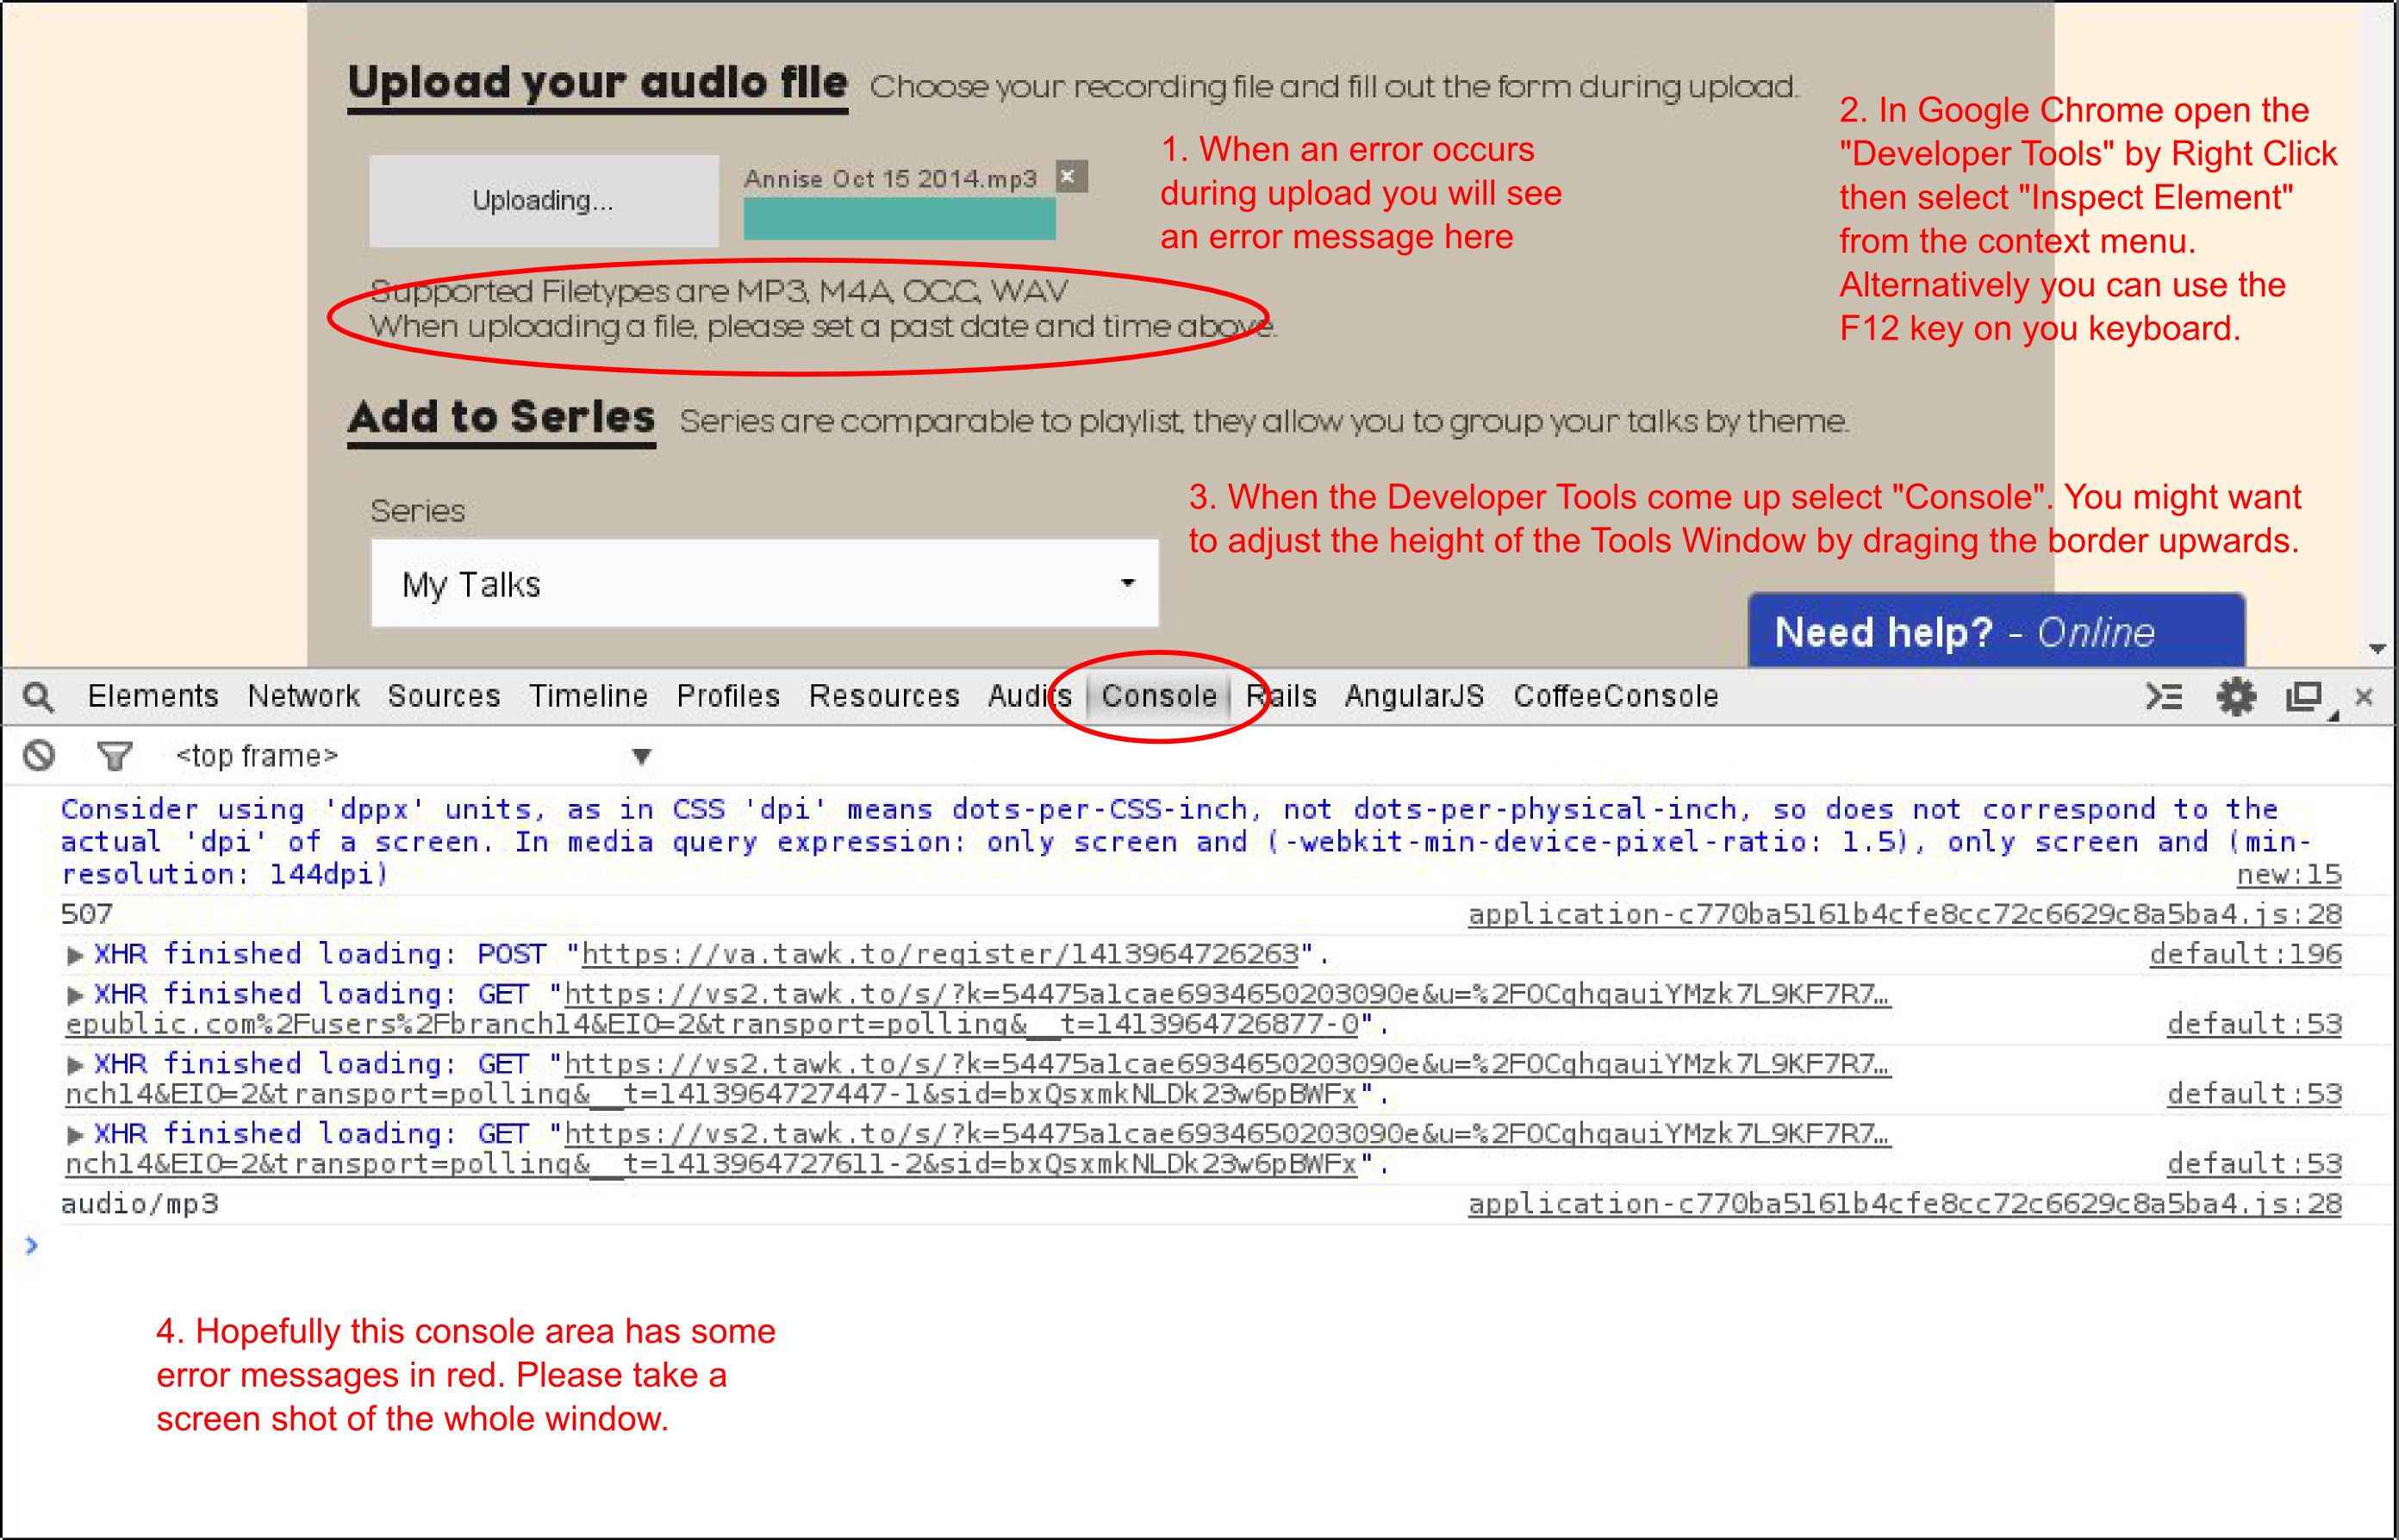 Upload your audio file Choose your recording file and fill out the form during upload.
Uploading...
Annise Oct 15 2014.mp3 ×
1. When an error occurs
during upload you will see
an error message here
2. In Google Chrome open the
"Developer Tools" by Right Click
then select "Inspect Element"
from the context menu.
Alternatively you can use the
F12 key on you keyboard.
Supported Filetypes are MP3, M4A, OGG, WAV
When uploading a file, please set a past date and time above.
Add to Series Series are comparable to playlist, they allow you to group your talks by theme.
3. When the Developer Tools come up select "Console". You might want
to adjust the height of the Tools Window by draging the border upwards.
Series
My Talks
Need help? - Online
Elements Network Sources Timeline Profiles Resources Audits Console Rails AngularJS CoffeeConsole
<top frame>
Consider using 'dppx' units, as in CSS 'dpi' means dots-per-CSS-inch, not dots-per-physical-inch, so does not correspond to the
actual 'dpi' of a screen. In media query expression: only screen and (-webkit-min-device-pixel-ratio: 1.5), only screen and (min-
resolution: 144dpi) new:15
507 application-c770ba5161b4cfe8cc72c6629c8a5ba4.js:28
XHR finished loading: POST "https://va.tawk.to/register/1413964726263". default:196
XHR finished loading: GET "https://vs2.tawk.to/s/?k=54475a1cae6934650203090e&u=%2FOCqhqauiYMzk7L9KF7R7…
epublic.com%2Fusers%2Fbranch14&EIO=2&transport=polling&__t=1413964726877-0". default:53
XHR finished loading: GET "https://vs2.tawk.to/s/?k=54475a1cae6934650203090e&u=%2FOCqhqauiYMzk7L9KF7R7…
nch14&EIO=2&transport=polling&__t=1413964727447-1&sid=bxQsxmkNLDk23w6pBWFx". default:53
XHR finished loading: GET "https://vs2.tawk.to/s/?k=54475a1cae6934650203090e&u=%2FOCqhqauiYMzk7L9KF7R7…
nch14&EIO=2&transport=polling&__t=1413964727611-2&sid=bxQsxmkNLDk23w6pBWFx". default:53
audio/mp3 application-c770ba5161b4cfe8cc72c6629c8a5ba4.js:28
4. Hopefully this console area has some
error messages in red. Please take a
screen shot of the whole window.